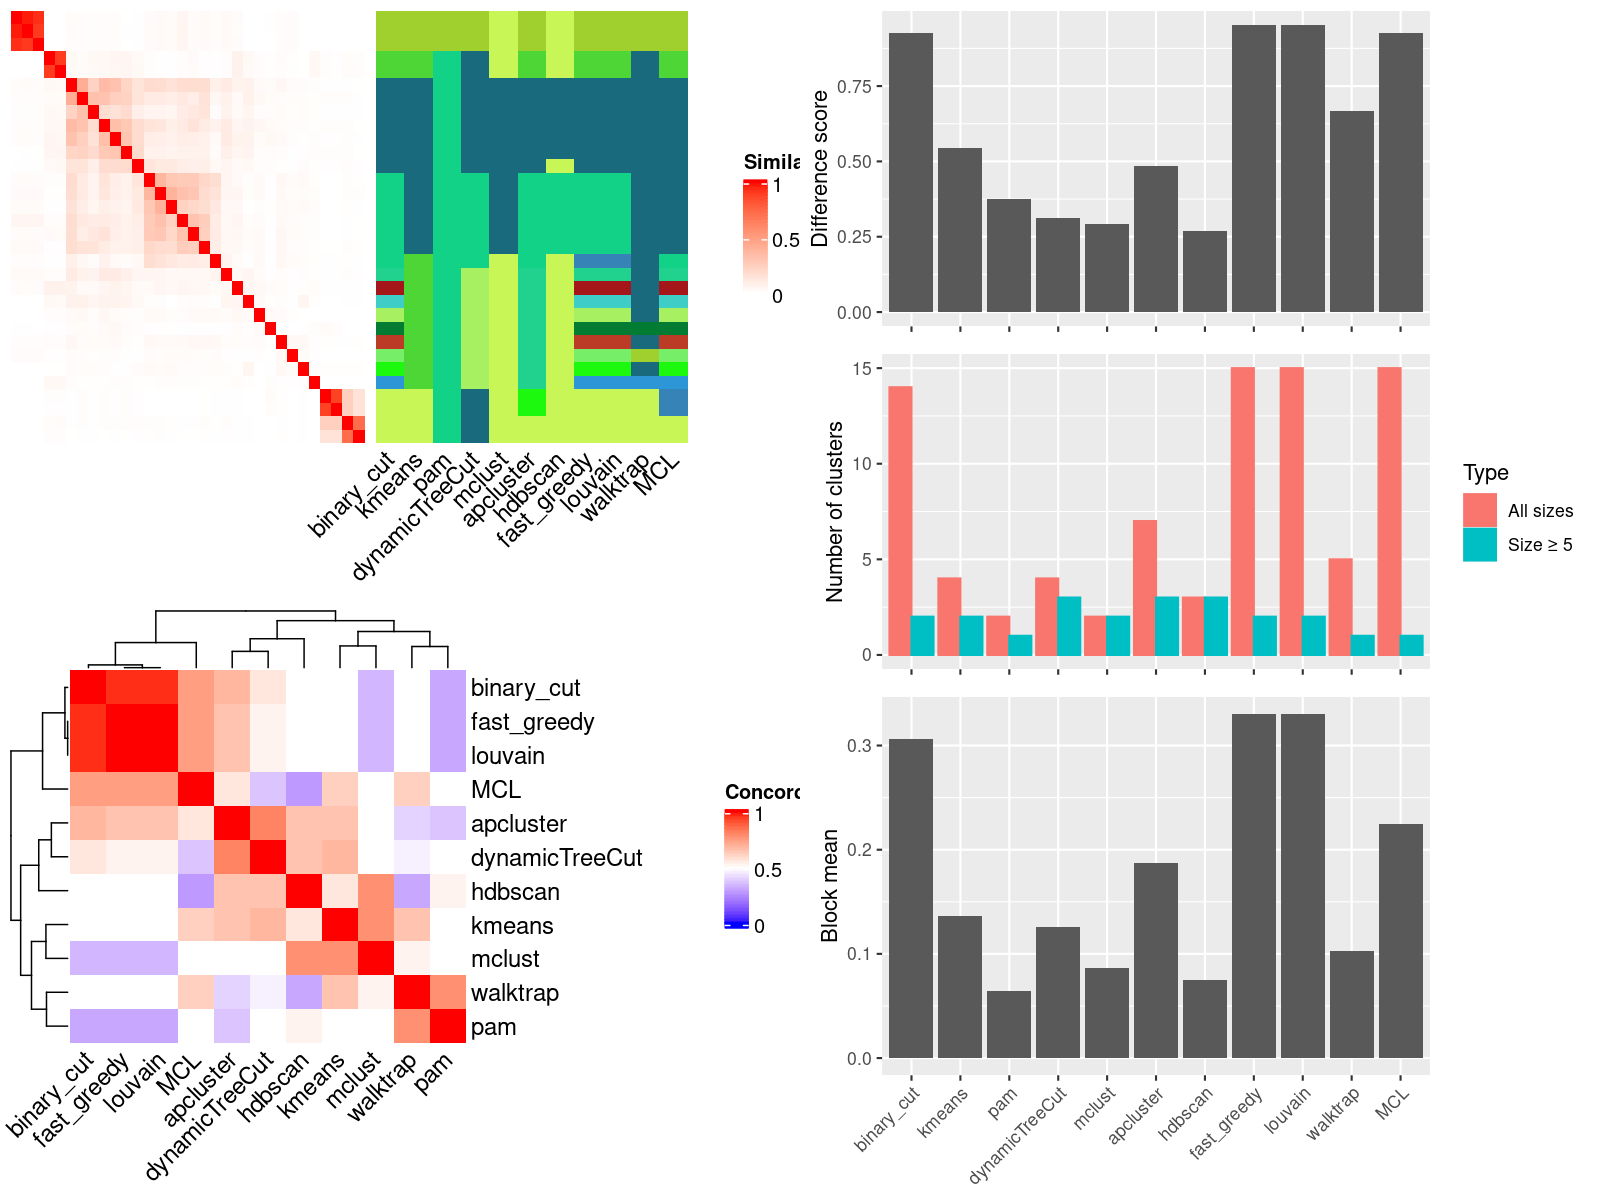 Simila
1
0.5
0
binary_cut
kmeans
pam
dynamicTreeCut
mclust
apcluster
hdbscan
fast_greedy
louvain
walktrap
MCL
binary_cut
fast_greedy
louvain
MCL
apcluster
dynamicTreeCut
hdbscan
kmeans
mclust
walktrap
pam
Concord
1
0.5
0
binary_cut
fast_greedy
louvain
MCL
apcluster
dynamicTreeCut
hdbscan
kmeans
mclust
walktrap
pam
Difference score
0.75
0.50
0.25
0.00
Number of clusters
15
10
5
0
Type
All sizes
Size ≥ 5
Block mean
0.3
0.2
0.1
0.0
binary_cut
kmeans
pam
dynamicTreeCut
mclust
apcluster
hdbscan
fast_greedy
louvain
walktrap
MCL